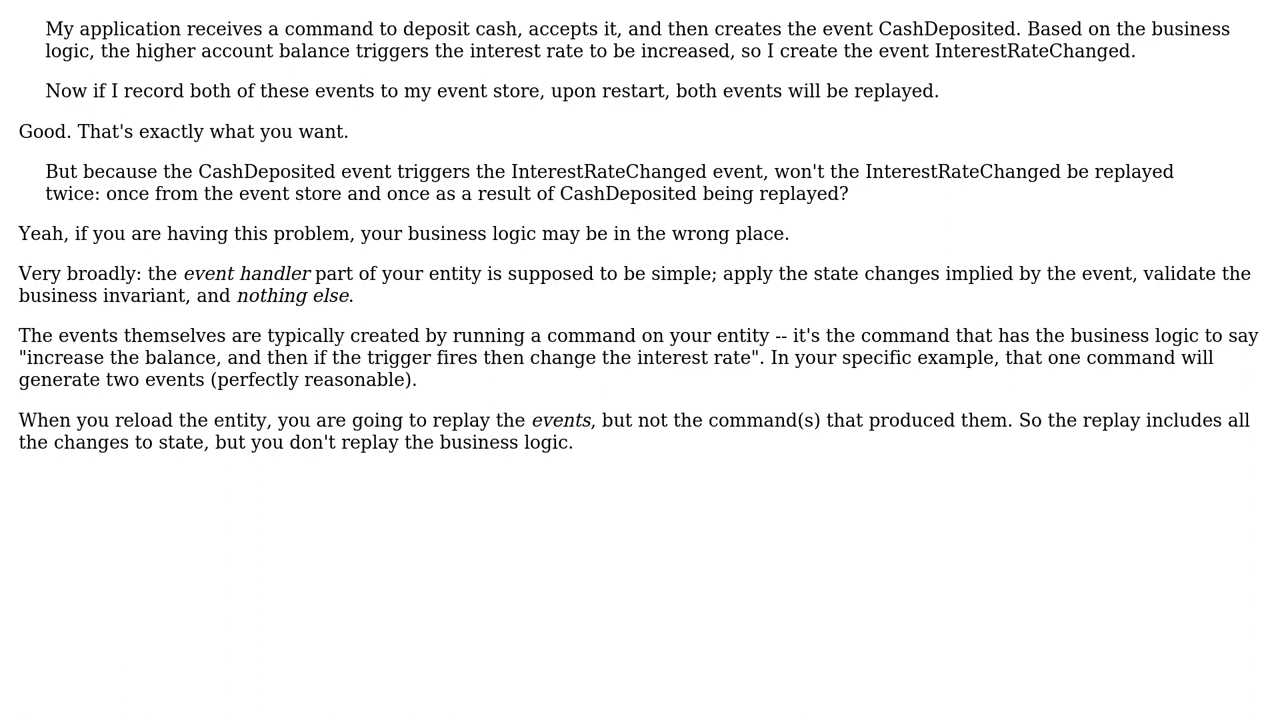 My application receives a command to deposit cash, accepts it, and then creates the event CashDeposited. Based on the business
logic, the higher account balance triggers the interest rate to be increased, so I create the event InterestRateChanged.
Now if I record both of these events to my event store, upon restart, both events will be replayed.
Good. That's exactly what you want.
But because the CashDeposited event triggers the InterestRateChanged event, won't the InterestRateChanged be replayed
twice: once from the event store and once as a result of CashDeposited being replayed?
Yeah, if you are having this problem, your business logic may be in the wrong place.
Very broadly: the event handler part of your entity is supposed to be simple; apply the state changes implied by the event, validate the
business invariant, and nothing else.
The events themselves are typically created by running a command on your entity -- it's the command that has the business logic to say
"increase the balance, and then if the trigger fires then change the interest rate". In your specific example, that one command will
generate two events (perfectly reasonable).
When you reload the entity, you are going to replay the events, but not the command(s) that produced them. So the replay includes all
the changes to state, but you don't replay the business logic.